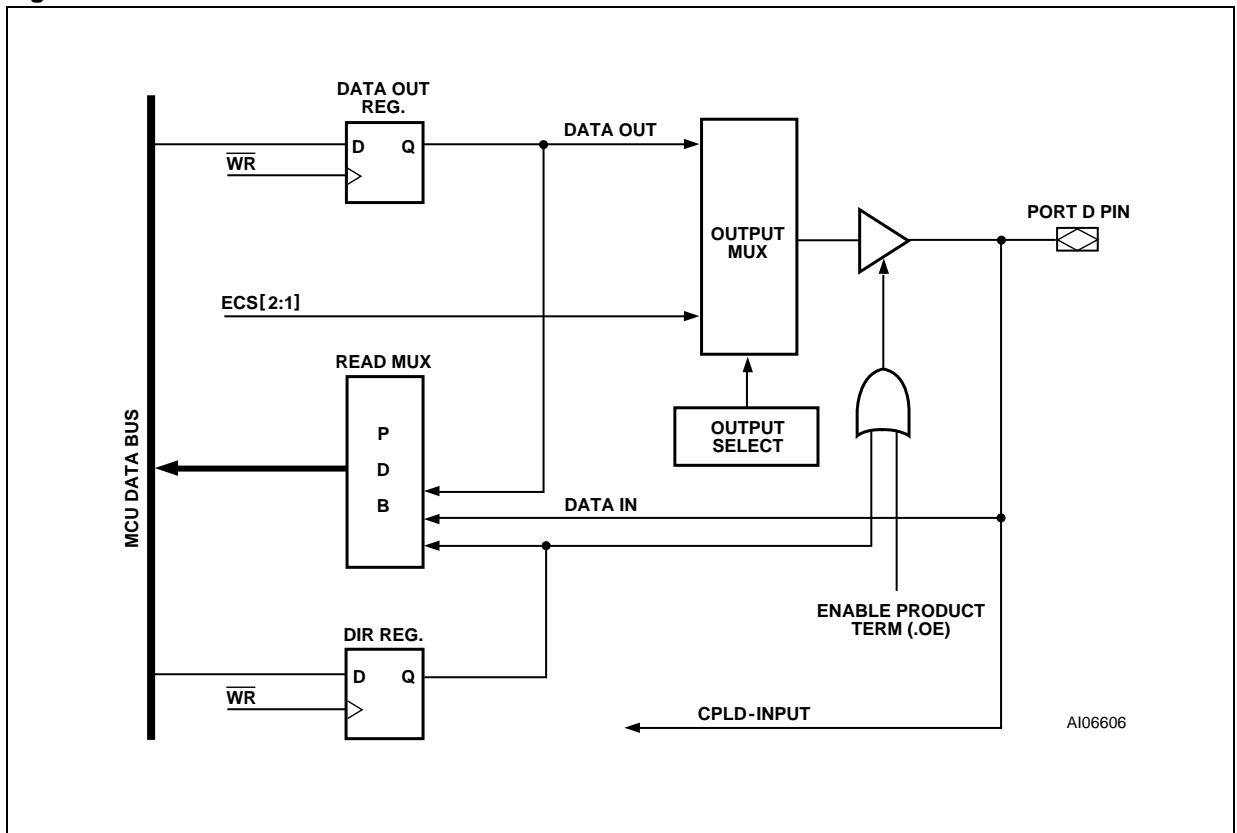 DATA OUT
REG.
D Q
WR
DATA OUT
OUTPUT
MUX
PORT D PIN
ECS[2:1]
READ MUX
P
D
B
OUTPUT
SELECT
MCU DATA BUS
DATA IN
ENABLE PRODUCT
TERM (.OE)
DIR REG.
D Q
WR
CPLD-INPUT
AI06606